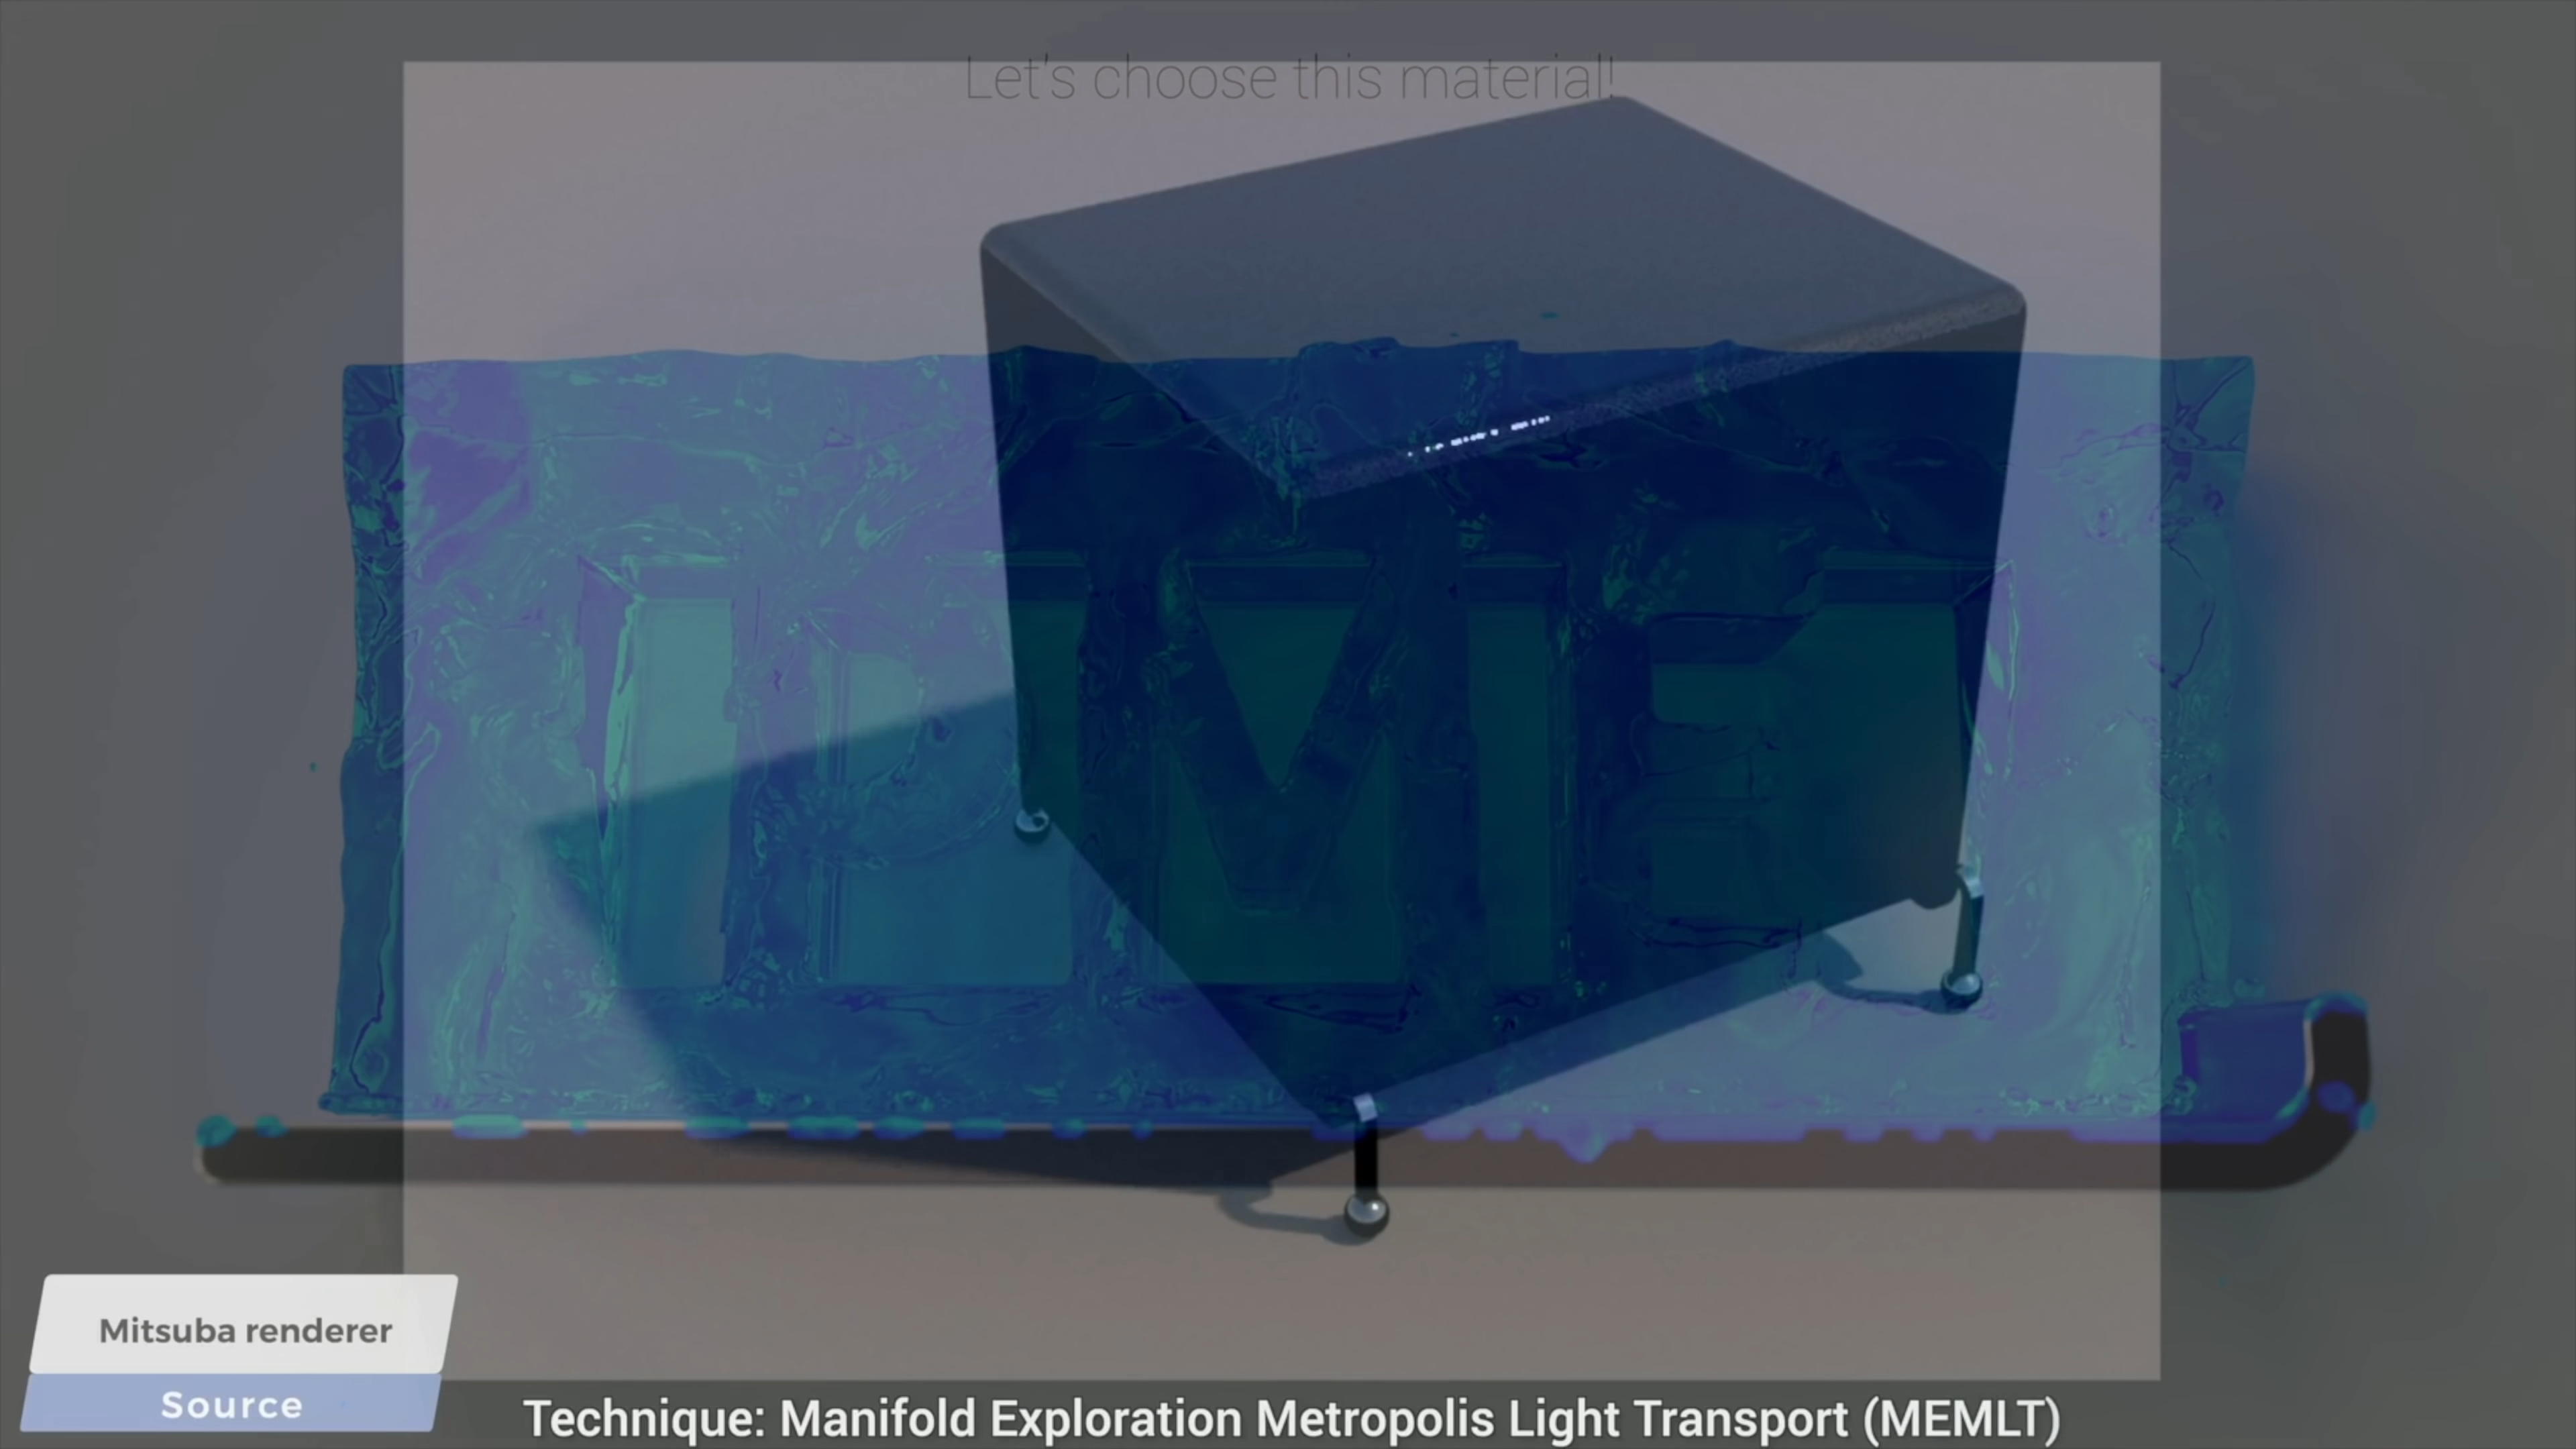 Let's choose this material!
Mitsuba renderer
Source
Technique: Manifold Exploration Metropolis Light Transport (MEMLT)